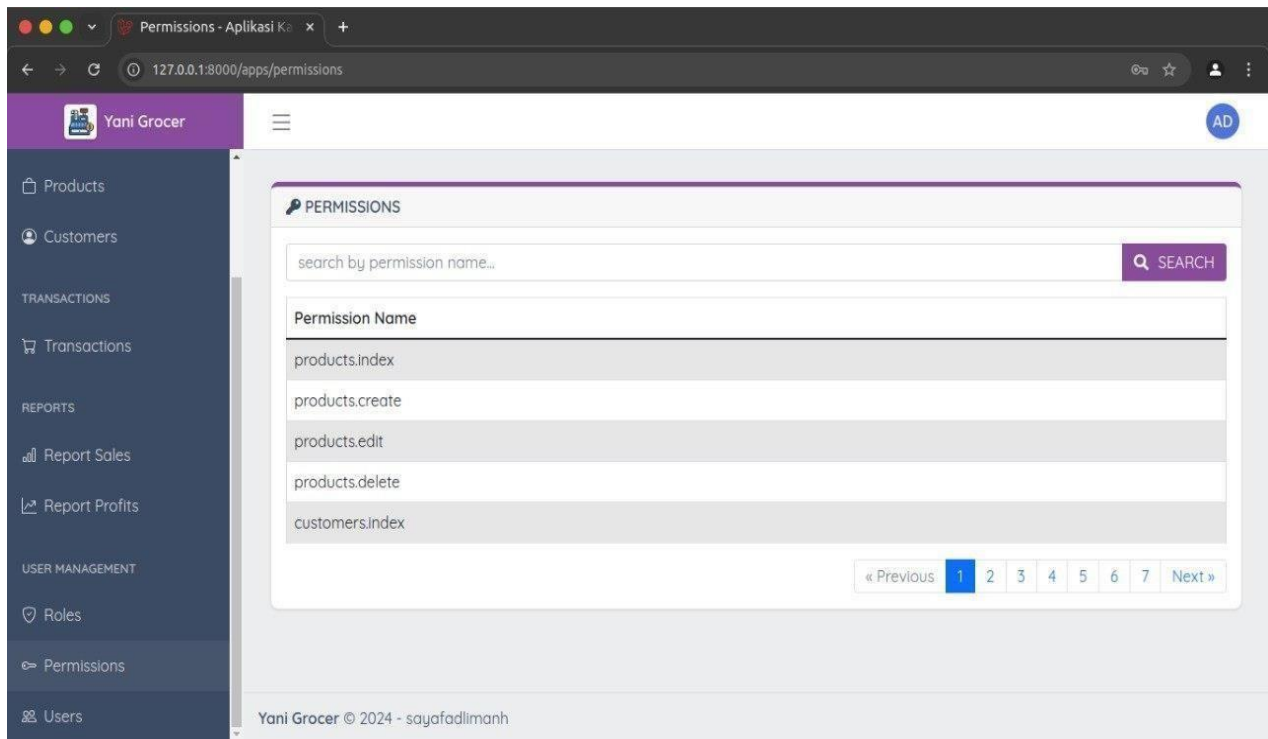 Permissions - Aplikasi Ka
127.0.0.1:8000/apps/permissions
Yani Grocer
AD
Products
Customers
TRANSACTIONS
Transactions
REPORTS
Report Sales
Report Profits
USER MANAGEMENT
Roles
Permissions
Users
PERMISSIONS
search by permission name...
SEARCH
Permission Name
products.index
products.create
products.edit
products.delete
customers.index
« Previous 1 2 3 4 5 6 7 Next »
Yani Grocer © 2024 - sayafadlimanh